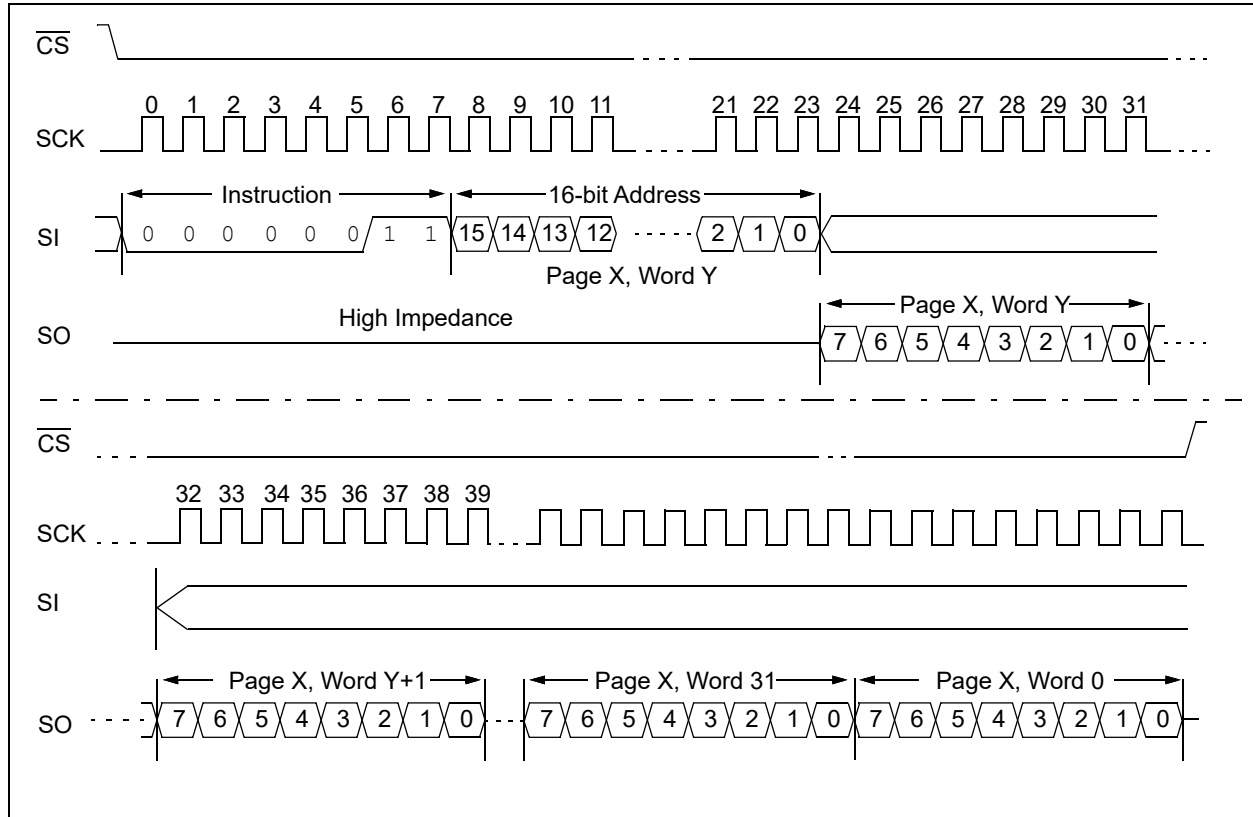 CS
0 1 2 3 4 5 6 7 8 9 10 11 21 22 23 24 25 26 27 28 29 30 31
SCK
Instruction 16-bit Address
SI 0 0 0 0 0 0 1 1 15 14 13 12 2 1 0
Page X, Word Y
High Impedance Page X, Word Y
SO 7 6 5 4 3 2 1 0
CS
32 33 34 35 36 37 38 39
SCK
SI
Page X, Word Y+1 Page X, Word 31 Page X, Word 0
SO 7 6 5 4 3 2 1 0 7 6 5 4 3 2 1 0 7 6 5 4 3 2 1 0